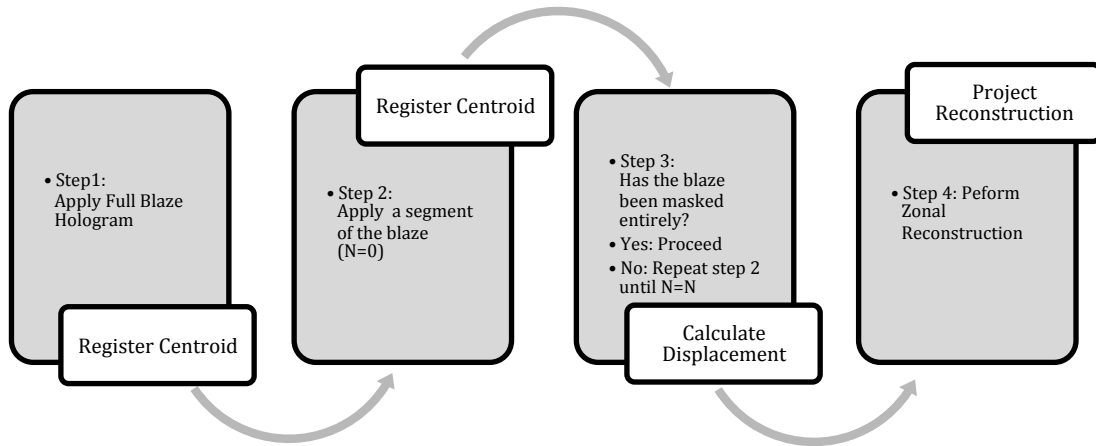 • Step1:
Apply Full Blaze
Hologram
Register Centroid
Register Centroid
• Step 2:
Apply a segment
of the blaze
(N=0)
• Step 3:
Has the blaze
been masked
entirely?
• Yes: Proceed
• No: Repeat step 2
until N=N
Calculate
Displacement
Project
Reconstruction
• Step 4: Peform
Zonal
Reconstruction